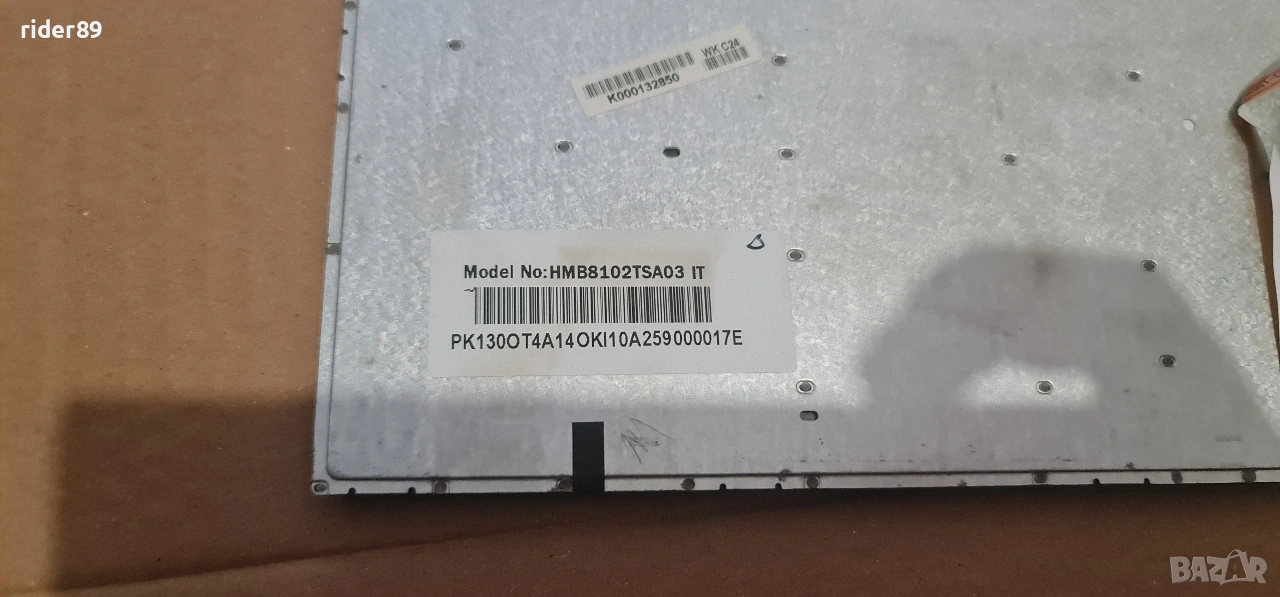 rider89
WK C24
K000132850
Model No:HMB8102TSA03 IT
PK130OT4A14OKI10A259000017E
BAZAR